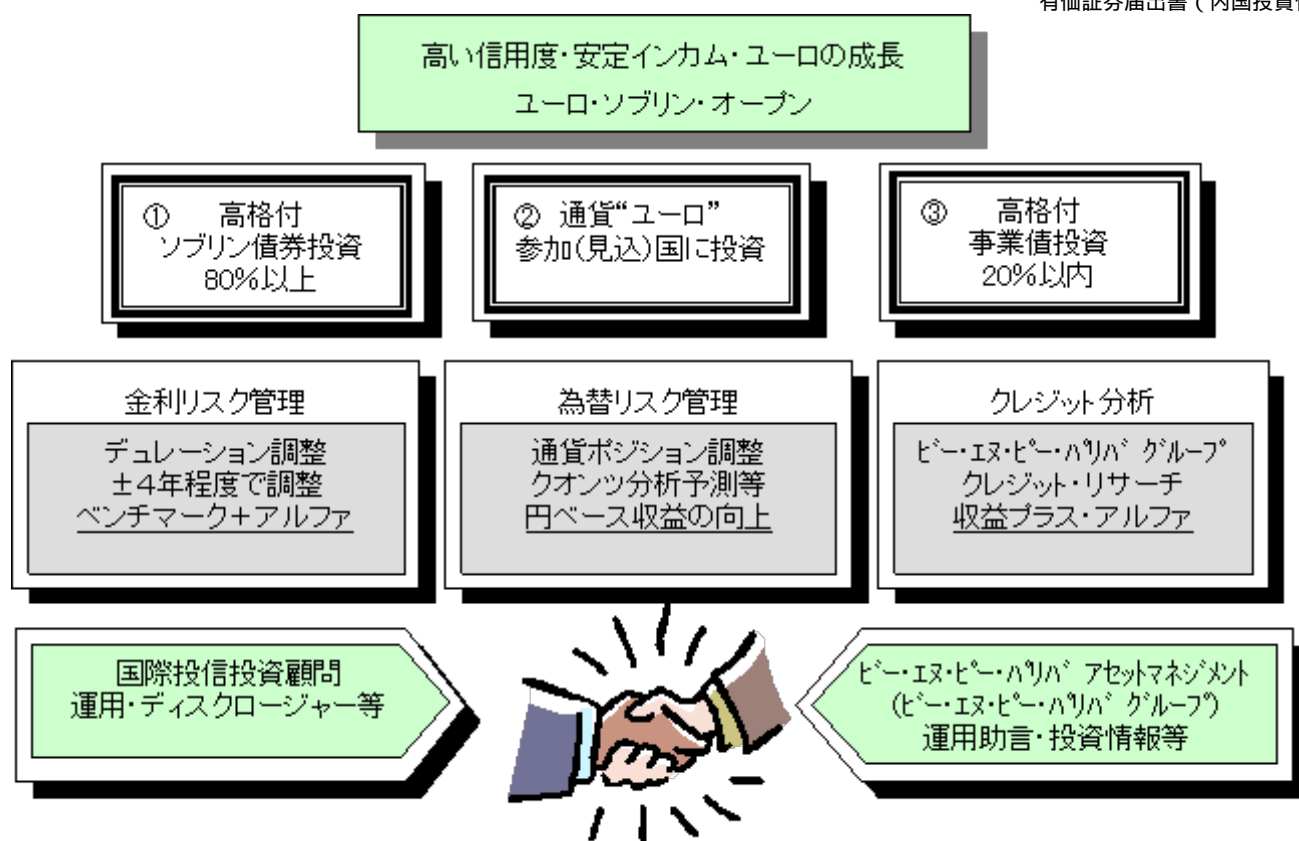 有価証券届出書(内国投資信
高い信用度・安定インカム・ユーロの成長
ユーロ・ソブリン・オープン
① 高格付
ソブリン債券投資
80%以上
② 通貨“ユーロ”
参加(見込)国に投資
③ 高格付
事業債投資
20%以内
金利リスク管理
デュレーション調整
±4年程度で調整
ベンチマーク+アルファ
為替リスク管理
通貨ポジション調整
クオンツ分析予測等
円ベース収益の向上
クレジット分析
ビー・エヌ・ピー・パリバ グループ
クレジット・リサーチ
収益プラス・アルファ
国際投信投資顧問
運用・ディスクロージャー等
ビー・エヌ・ピー・パリバ アセットマネジメント
(ビー・エヌ・ピー・パリバ グループ)
運用助言・投資情報等